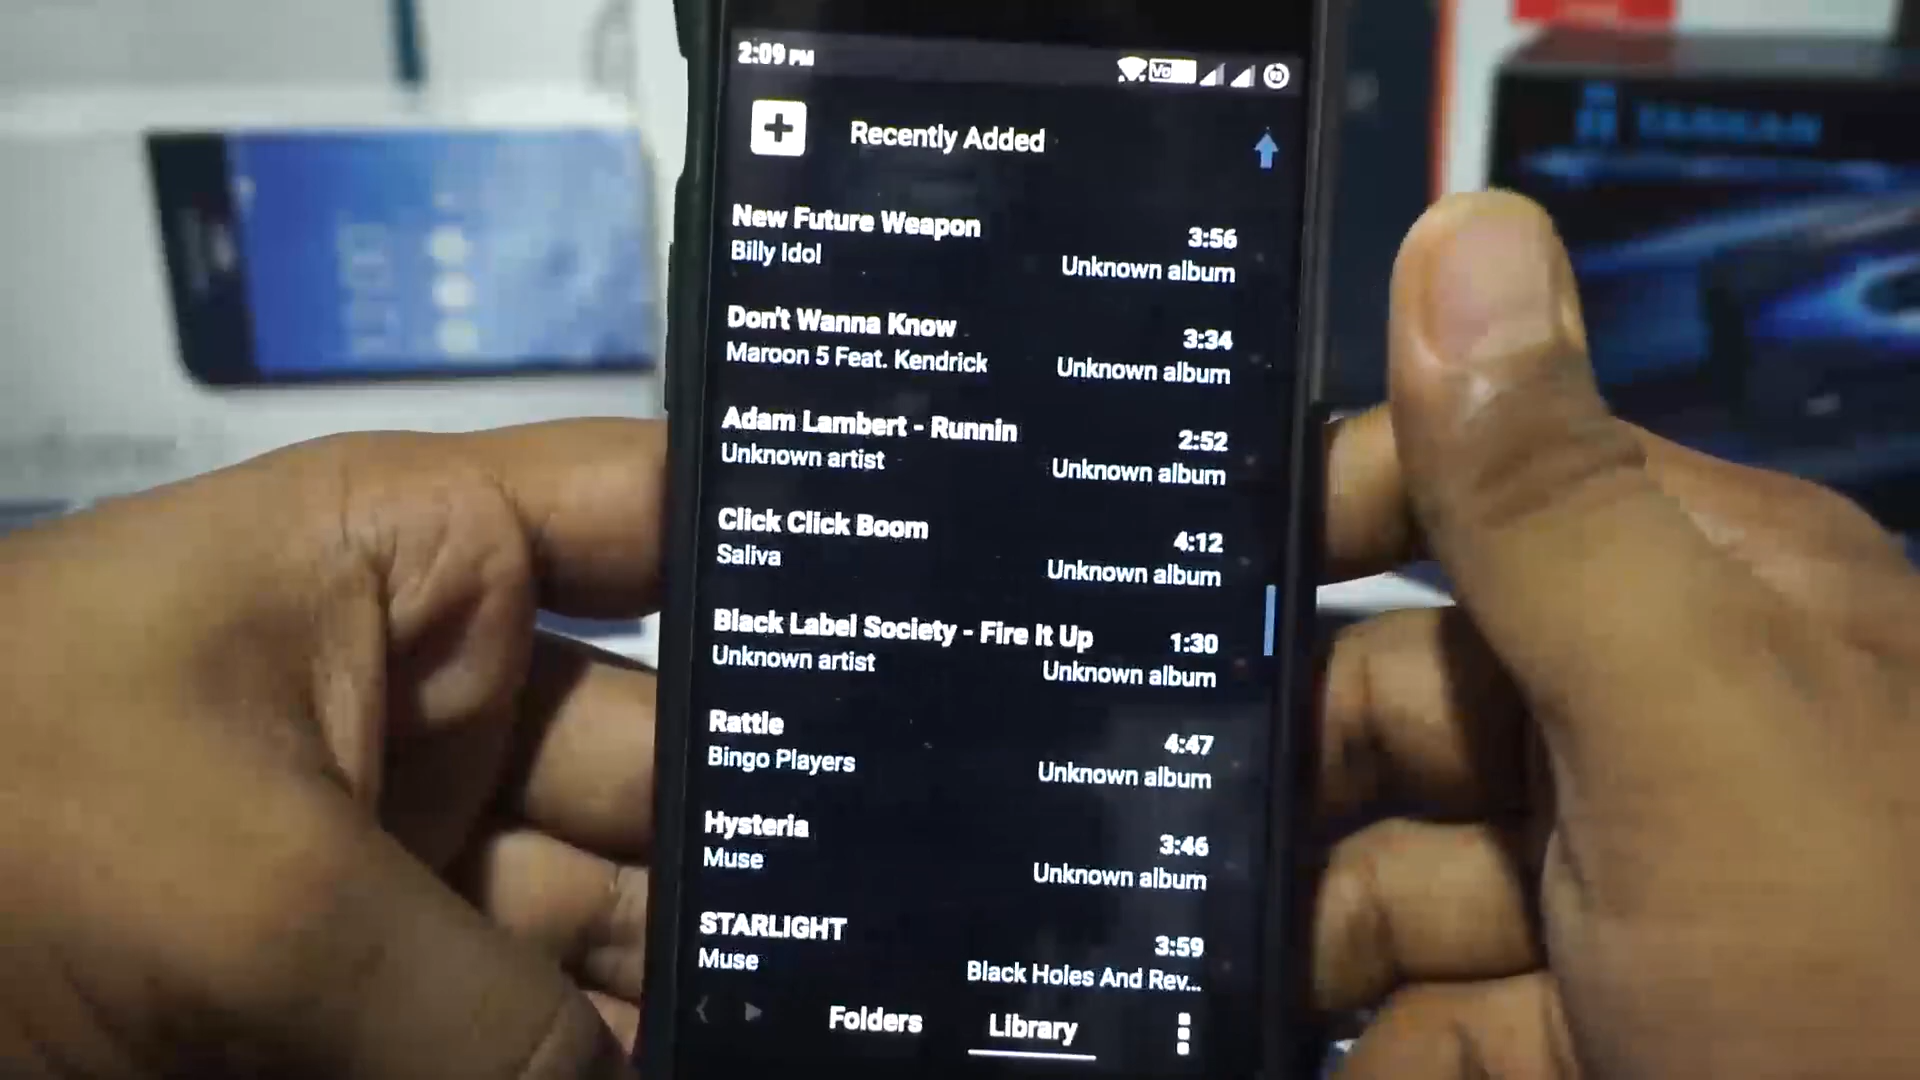 2:09 PM
Vo
Recently Added
New Future Weapon
3:56
Billy Idol
Unknown album
Don't Wanna Know
3:34
Maroon 5 Feat. Kendrick
Unknown album
Adam Lambert - Runnin
2:52
Unknown artist
Unknown album
Click Click Boom
4:12
Saliva
Unknown album
Black Label Society - Fire It Up
1:30
Unknown artist
Unknown album
Rattle
4:47
Bingo Players
Unknown album
Hysteria
3:46
Muse
Unknown album
STARLIGHT
3:59
Muse
Black Holes And Rev...
Folders
Library